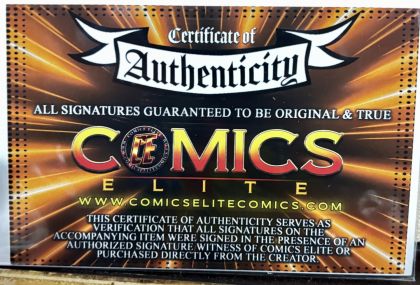 Certificate of
Authenticity
ALL SIGNATURES GUARANTEED TO BE ORIGINAL & TRUE
COMICS
ELITE
WWW.COMICSELITECOMICS.COM
THIS CERTIFICATE OF AUTHENTICITY SERVES AS
VERIFICATION THAT ALL SIGNATURES ON THE
ACCOMPANYING ITEM WERE SIGNED IN THE PRESENCE OF AN
AUTHORIZED SIGNATURE WITNESS OF COMICS ELITE OR
PURCHASED DIRECTLY FROM THE CREATOR.